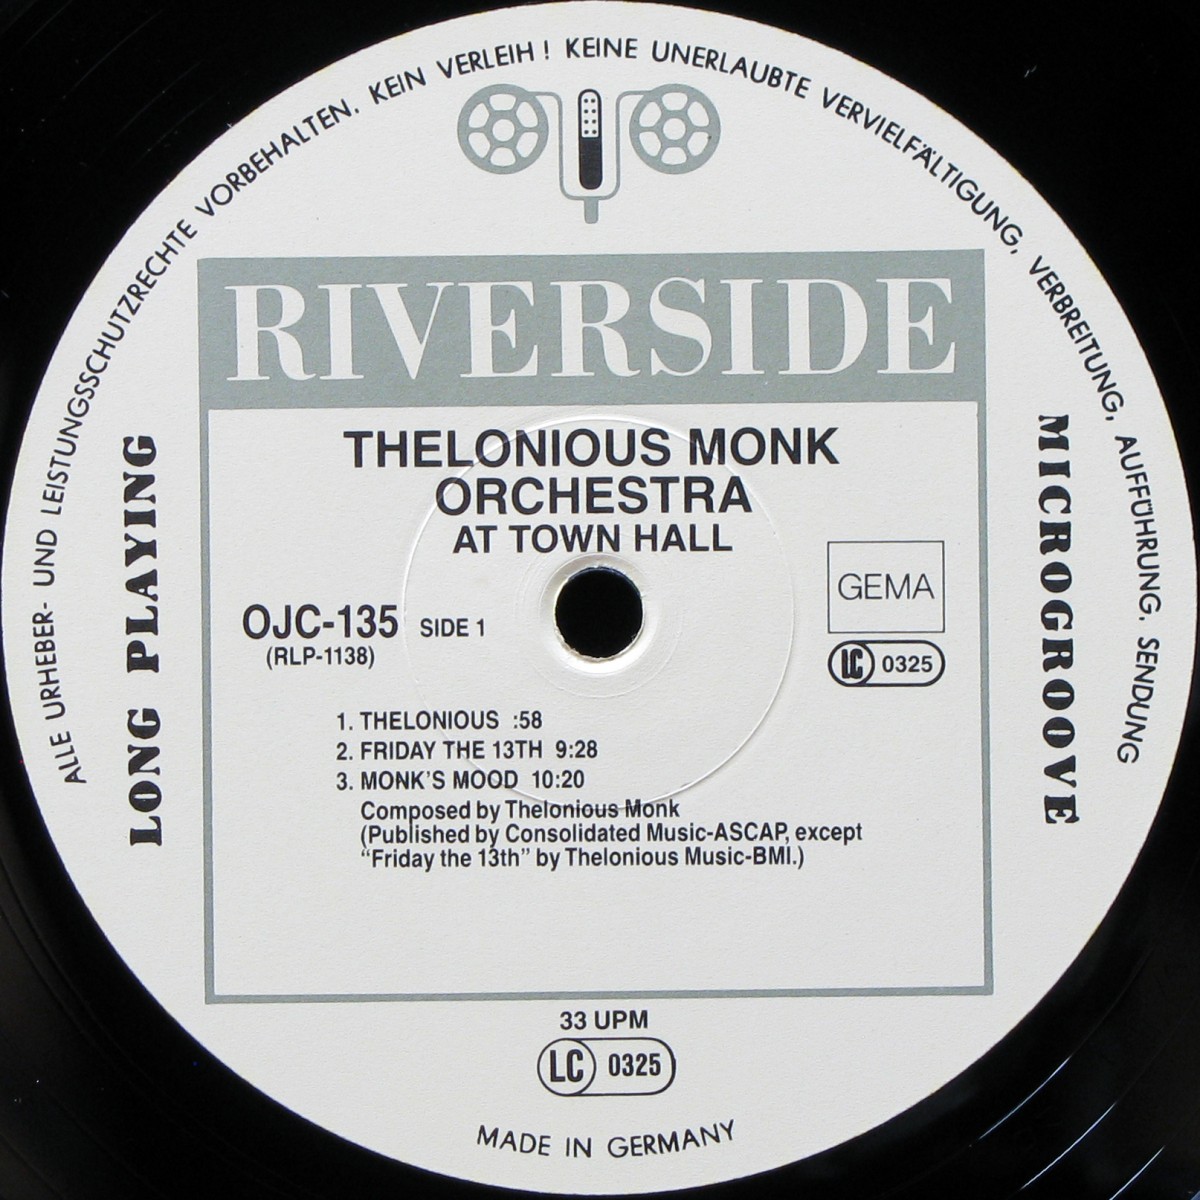 ALLE URHEBER- UND LEISTUNGSSCHUTZRECHTE VORBEHALTEN. KEIN VERLEIH! KEINE UNERLAUBTE VERVIELFÄLTIGUNG, VERBREITUNG, AUFFÜHRUNG, SENDUNG
RIVERSIDE
LONG PLAYING
MICROGROOVE
THELONIOUS MONK
ORCHESTRA
AT TOWN HALL
GEMA
OJC-135 SIDE 1
(RLP-1138)
LC 0325
1. THELONIOUS :58
2. FRIDAY THE 13TH 9:28
3. MONK'S MOOD 10:20
Composed by Thelonious Monk
(Published by Consolidated Music-ASCAP, except
“Friday the 13th” by Thelonious Music-BMI.)
33 UPM
LC 0325
MADE IN GERMANY